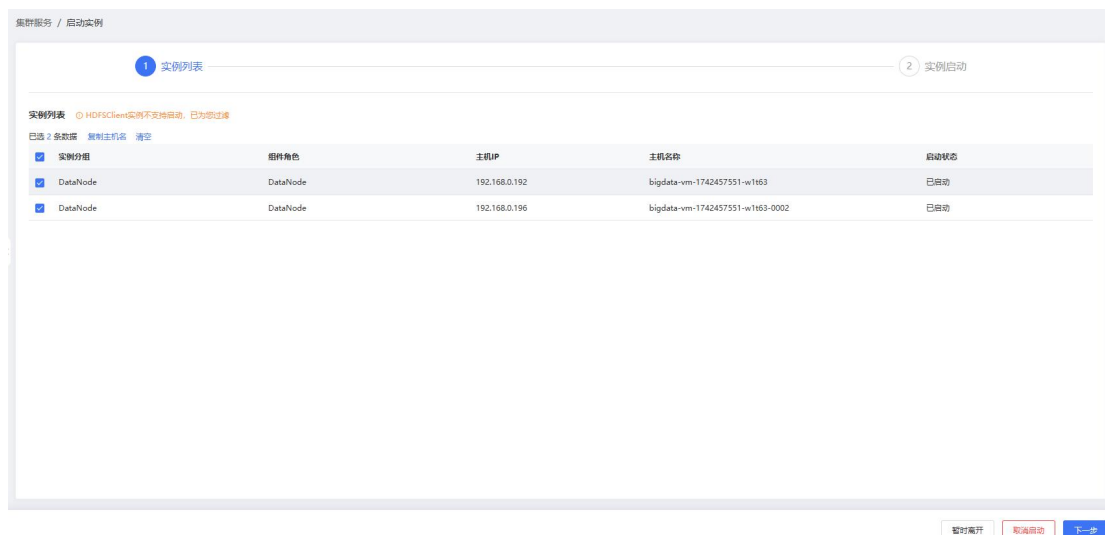 集群服务 / 启动实例
1 实例列表 2 实例启动
实例列表 HDFSClient实例不支持启动，已为您过滤
已选 2 条数据 复制主机名 清空
实例分组 组件角色 主机IP 主机名称 启动状态
DataNode DataNode 192.168.0.192 bigdata-vm-1742457551-w1t63 已启动
DataNode DataNode 192.168.0.196 bigdata-vm-1742457551-w1t63-0002 已启动
暂时离开 取消启动 下一步